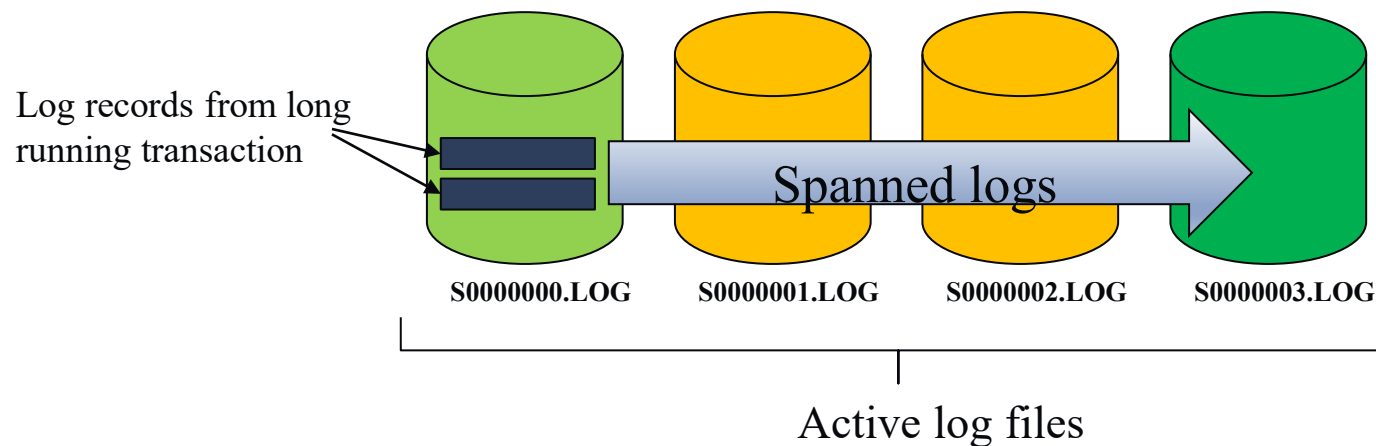 Log records from long
running transaction
Spanned logs
S0000000.LOG
S0000001.LOG
S0000002.LOG
S0000003.LOG
Active log files